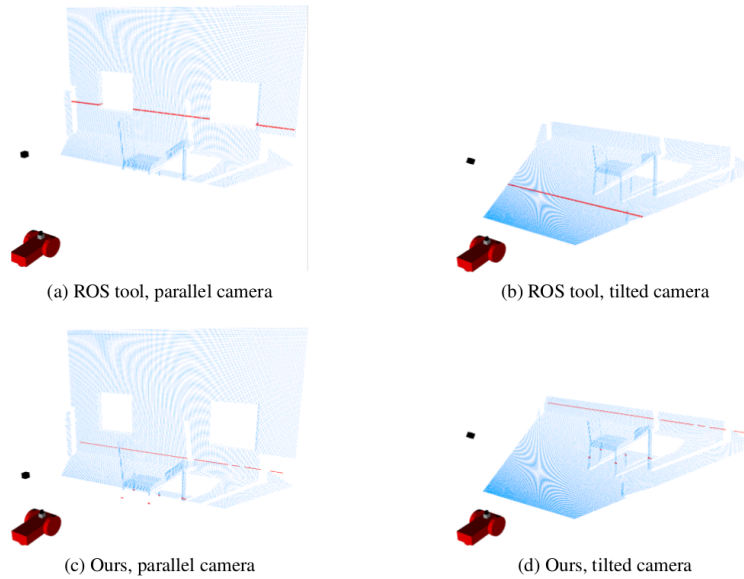 (a) ROS tool, parallel camera
(b) ROS tool, tilted camera
(c) Ours, parallel camera
(d) Ours, tilted camera